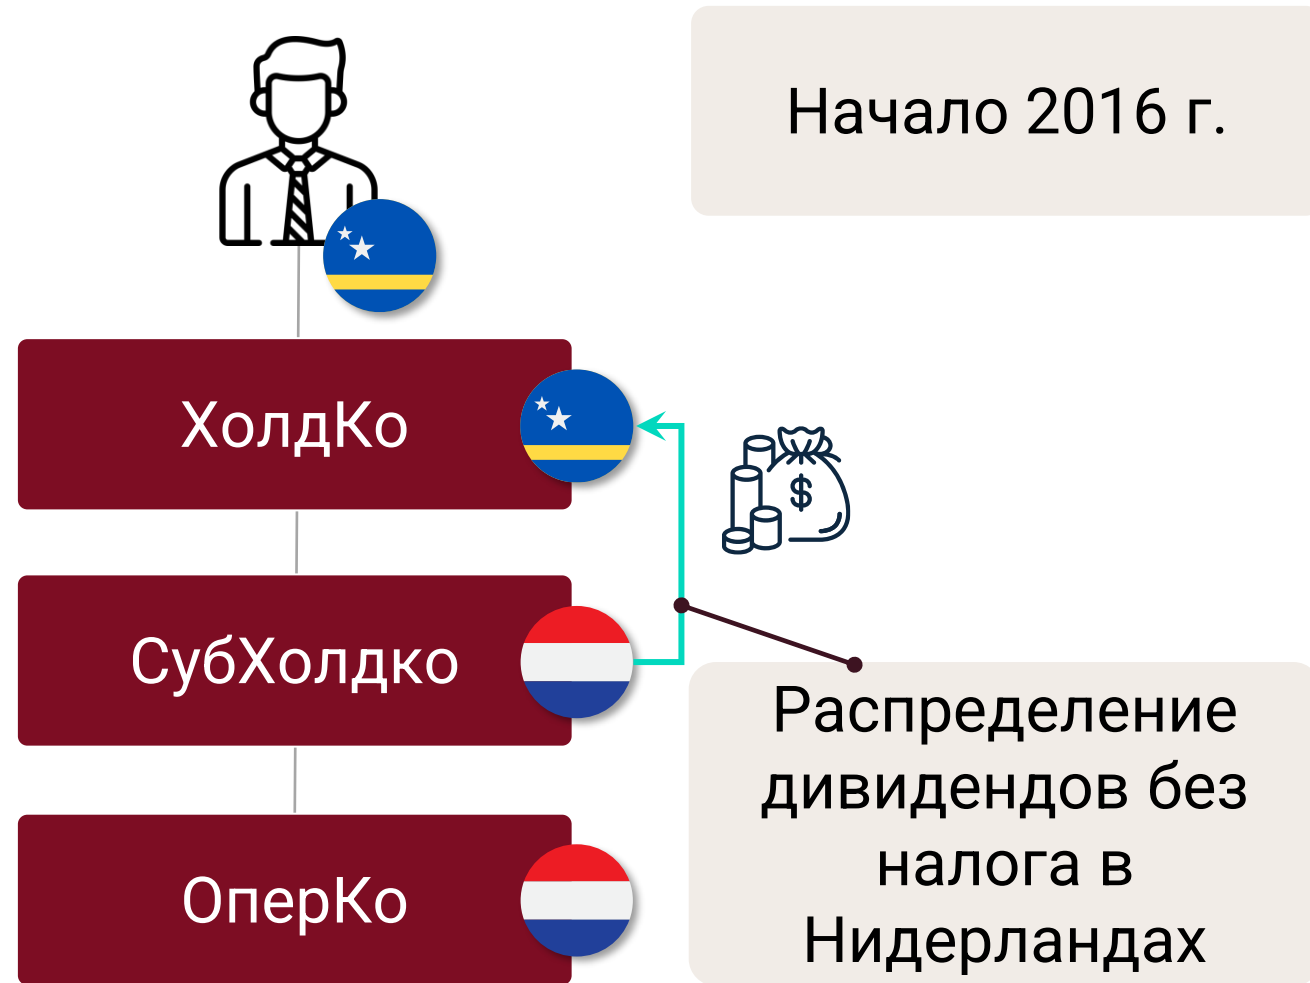 Начало 2016 г.
ХолдКо
$
СубХолдко
Распределение
дивидендов без
налога в
Нидерландах
ОперКо